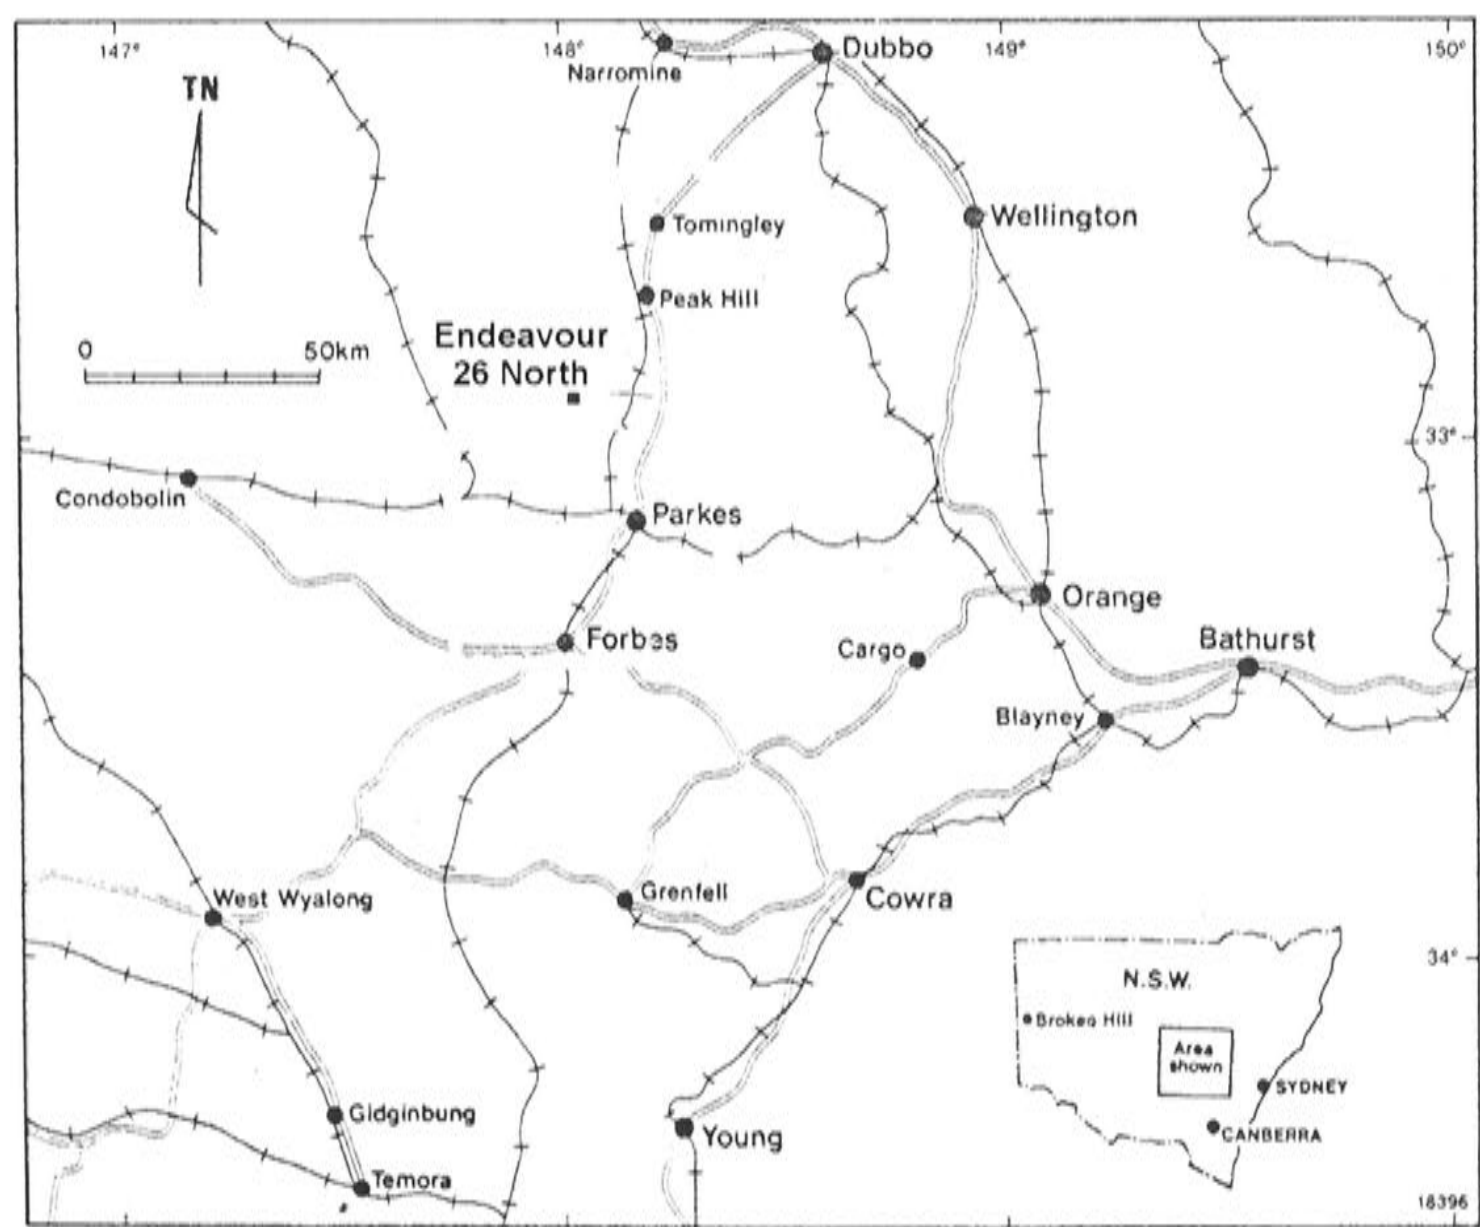 147°
148°
149°
150°
TN
Narromine
Dubbo
Tomingley
Wellington
Peak Hill
0
50km
Endeavour
26 North
33°
Condobolin
Parkes
Orange
Forbes
Cargo
Bathurst
Blayney
West Wyalong
Grenfell
Cowra
34°
N.S.W.
Broken Hill
Area
shown
SYDNEY
CANBERRA
Gidginbung
Young
Temora
18396